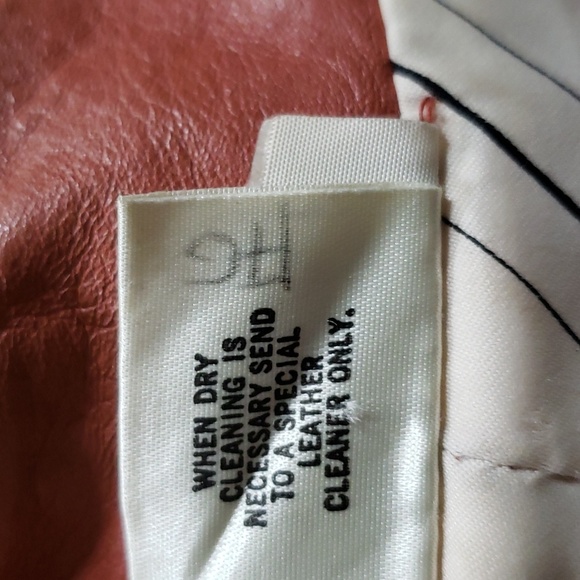 WHEN DRY
CLEANING IS
NECESSARY SEND
TO A SPECIAL
LEATHER
CLEANER ONLY.